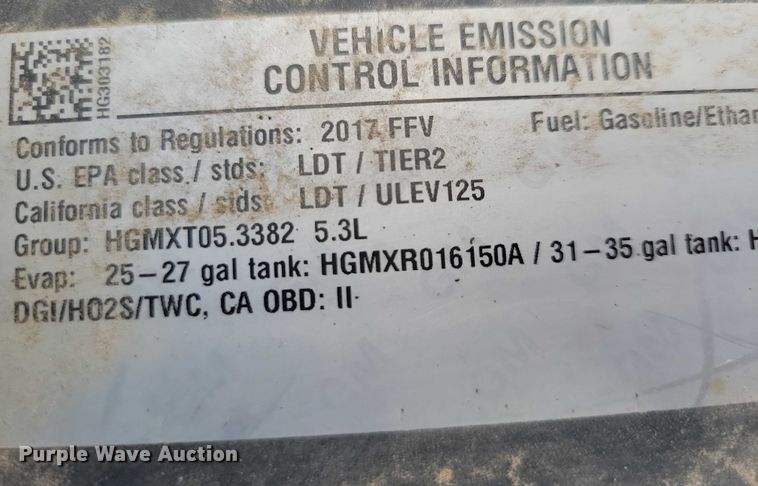 HG303182
VEHICLE EMISSION
CONTROL INFORMATION
Conforms to Regulations: 2017 FFV Fuel: Gasoline/Ethan
U.S. EPA class / stds: LDT / TIER2
California class / stds: LDT / ULEV125
Group: HGMXT05.3382 5.3L
Evap: 25-27 gal tank: HGMXR016150A / 31-35 gal tank: H
DGI/HO2S/TWC, CA OBD: II
Purple Wave Auction